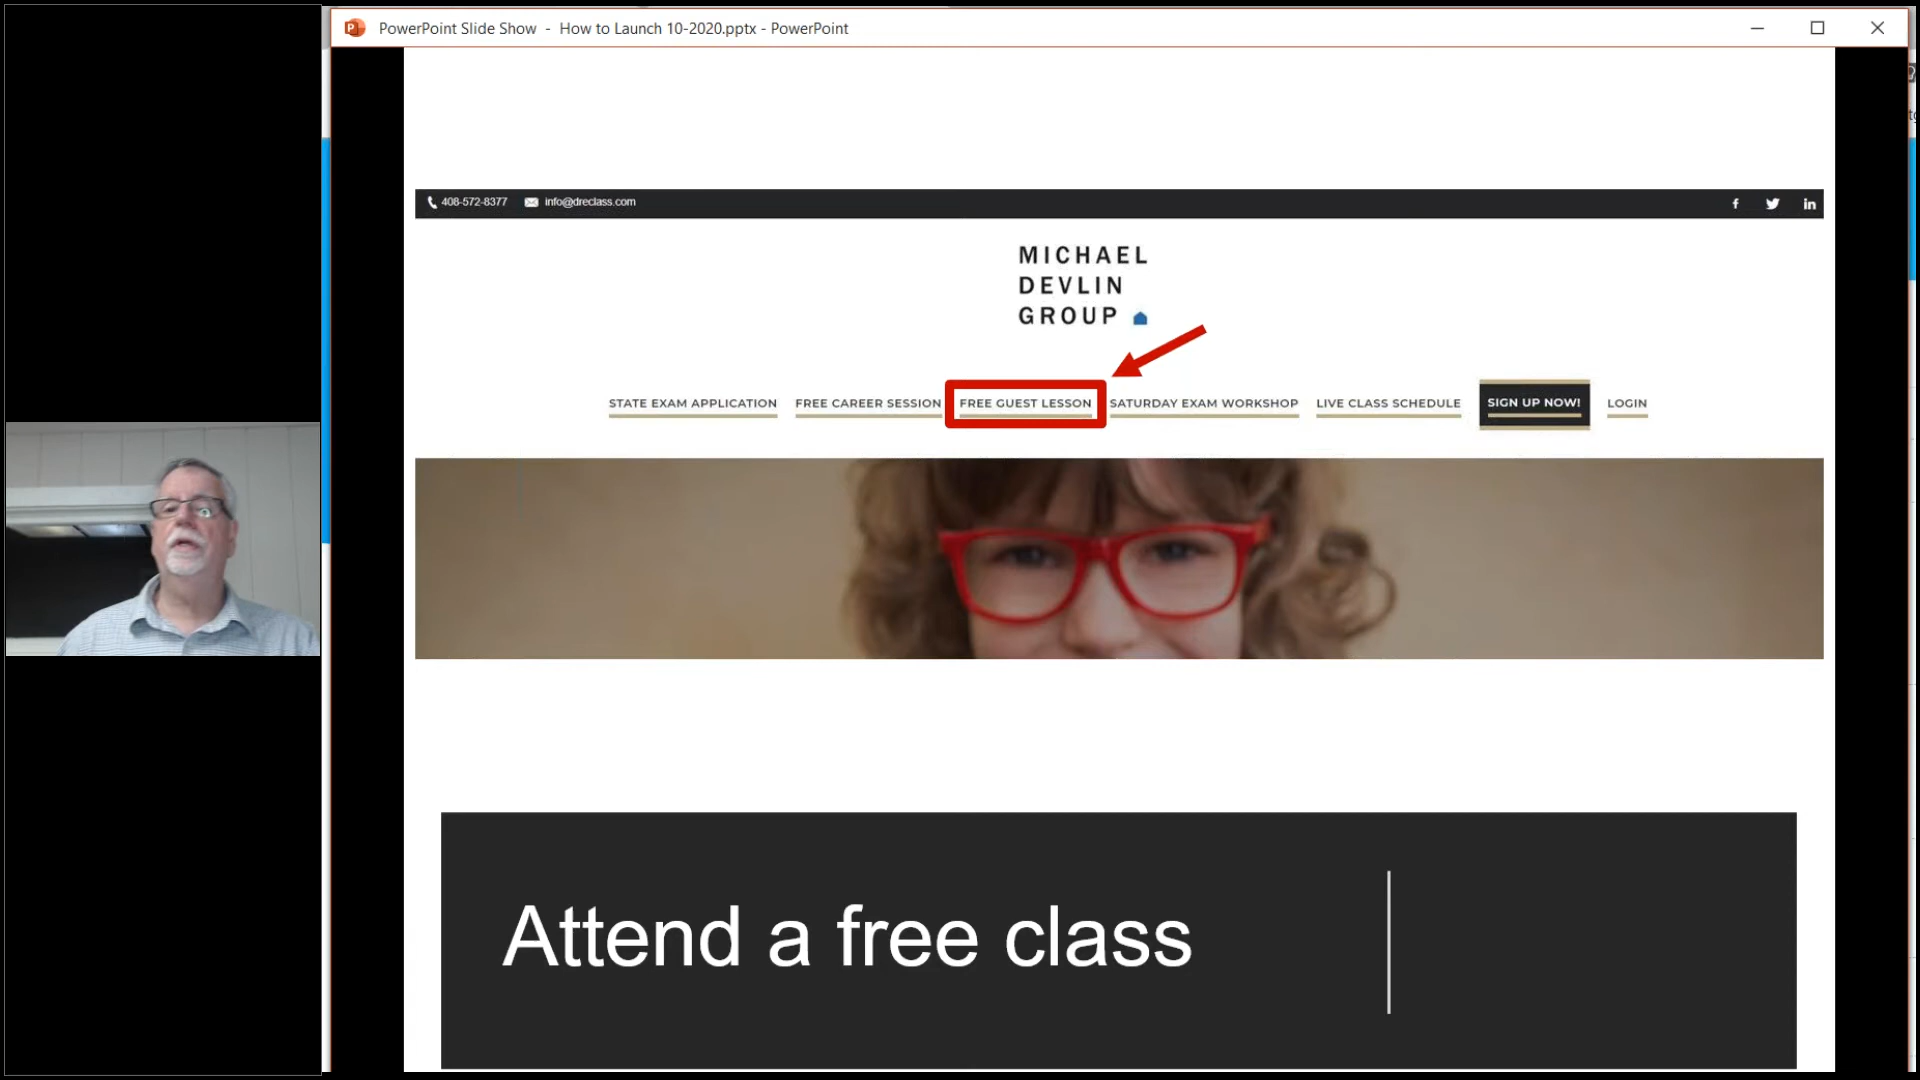 PowerPoint Slide Show - How to Launch 10-2020.pptx - PowerPoint
408-572-8377 info@dreclass.com
MICHAEL
DEVLIN
GROUP
STATE EXAM APPLICATION FREE CAREER SESSION FREE GUEST LESSON SATURDAY EXAM WORKSHOP LIVE CLASS SCHEDULE SIGN UP NOW! LOGIN
Attend a free class